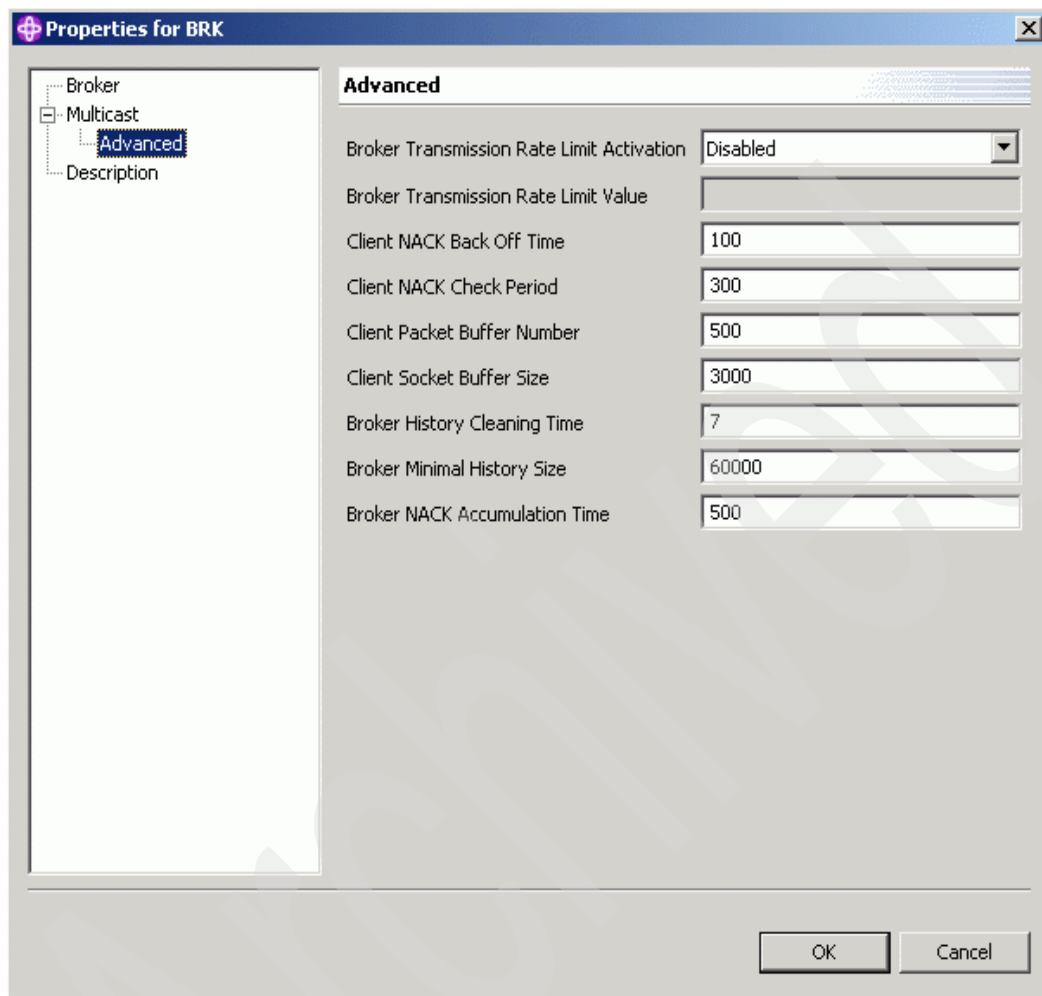 Properties for BRK
Broker
Multicast
Advanced
Description
Advanced
Broker Transmission Rate Limit Activation Disabled
Broker Transmission Rate Limit Value
Client NACK Back Off Time 100
Client NACK Check Period 300
Client Packet Buffer Number 500
Client Socket Buffer Size 3000
Broker History Cleaning Time 7
Broker Minimal History Size 60000
Broker NACK Accumulation Time 500
OK Cancel
Archived